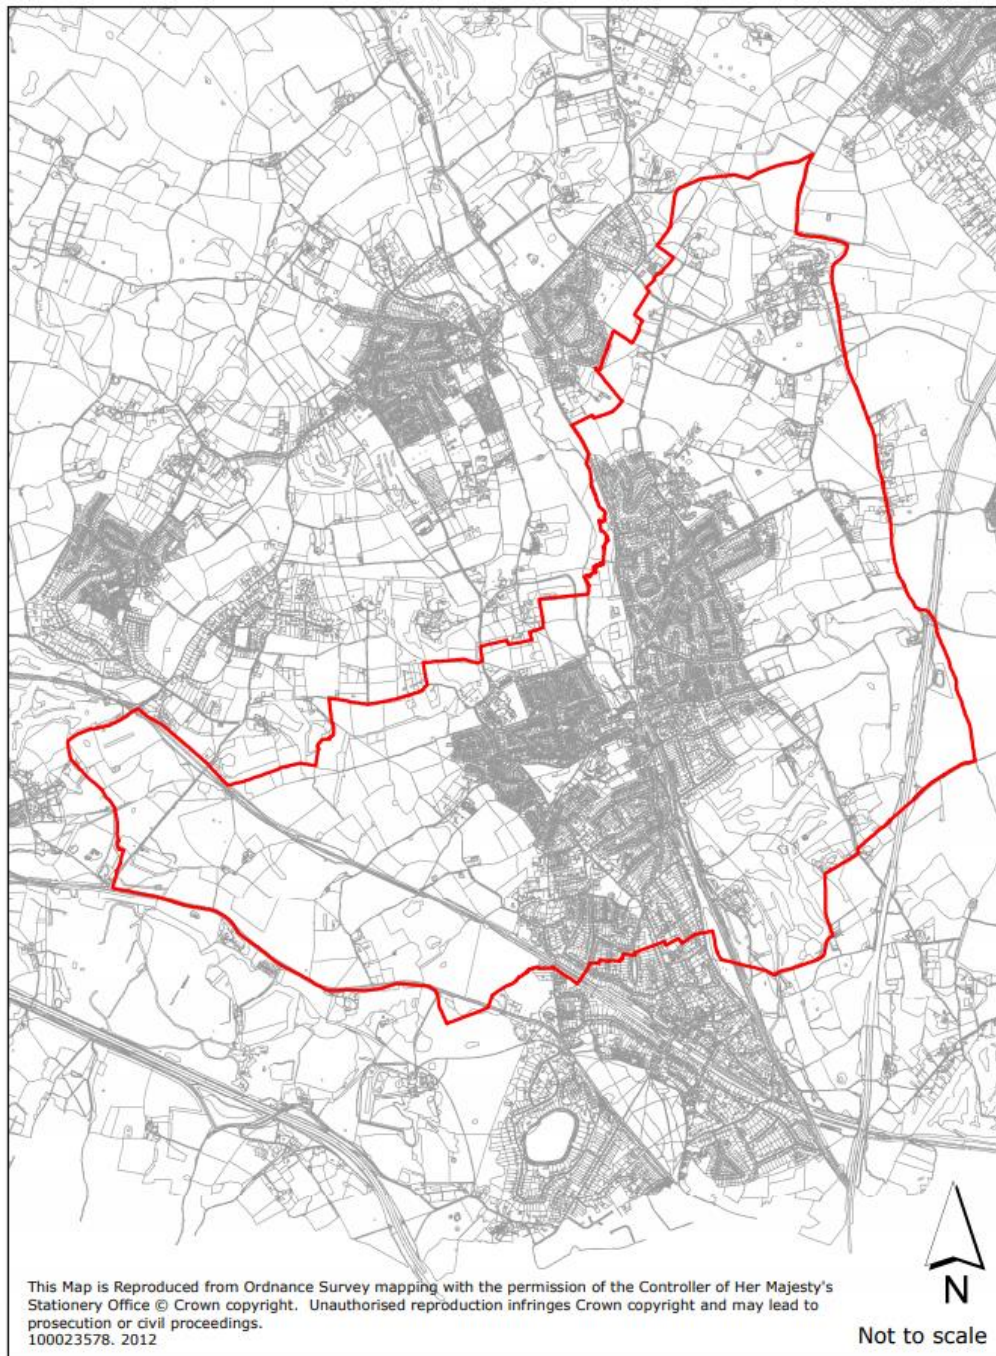 This Map is Reproduced from Ordnance Survey mapping with the permission of the Controller of Her Majesty's
Stationery Office © Crown copyright. Unauthorised reproduction infringes Crown copyright and may lead to
prosecution or civil proceedings.
100023578. 2012
N
Not to scale